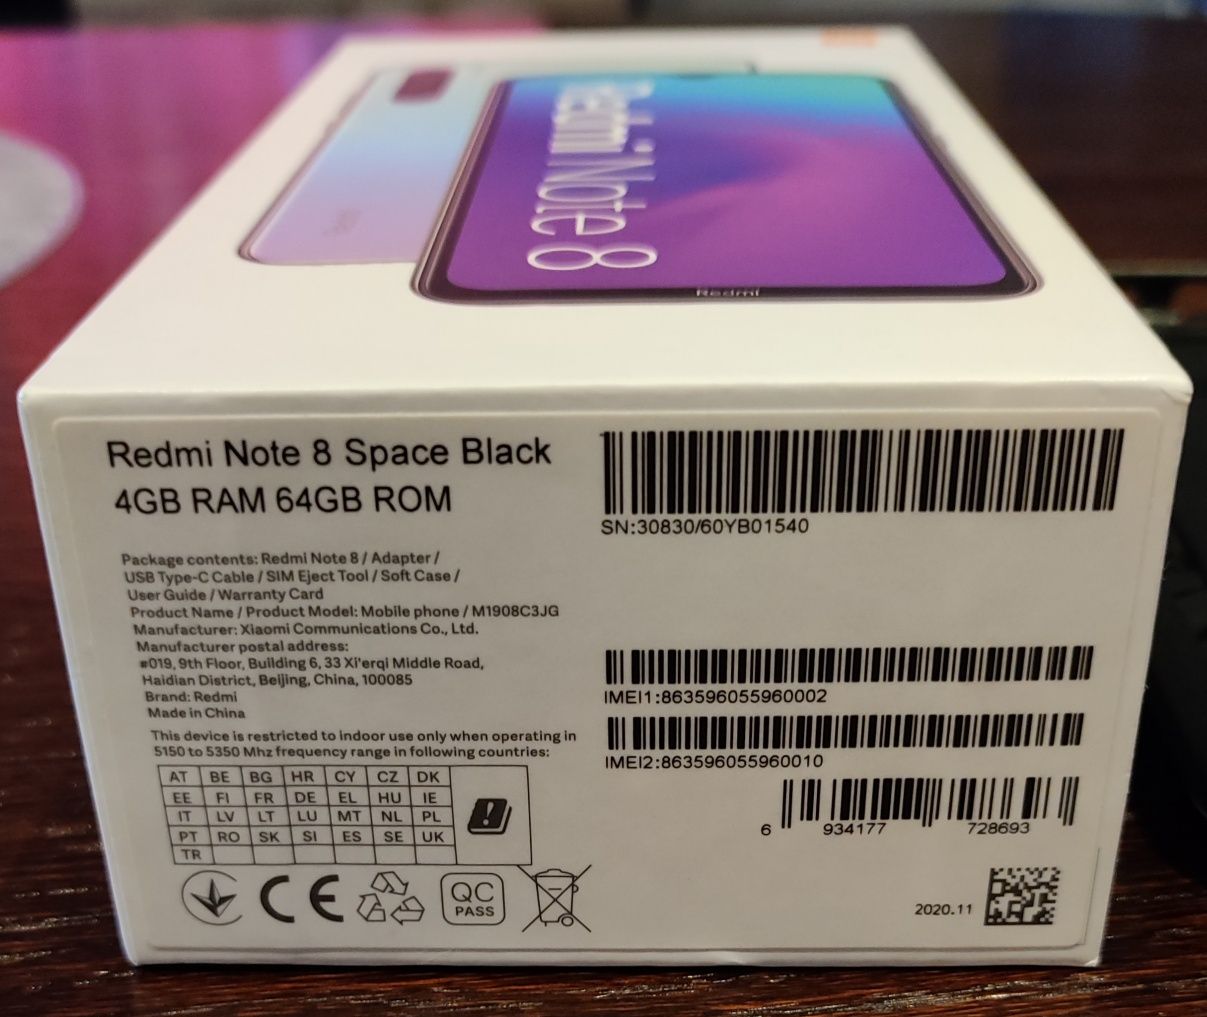 Redmi Note 8
Redmi
Redmi Note 8 Space Black
4GB RAM 64GB ROM
SN:30830/60YB01540
Package contents: Redmi Note 8 / Adapter /
USB Type-C Cable / SIM Eject Tool / Soft Case /
User Guide / Warranty Card
Product Name / Product Model: Mobile phone / M1908C3JG
Manufacturer: Xiaomi Communications Co., Ltd.
Manufacturer postal address:
#019, 9th Floor, Building 6, 33 Xi'erqi Middle Road,
Haidian District, Beijing, China, 100085
Brand: Redmi
Made in China
This device is restricted to indoor use only when operating in
5150 to 5350 Mhz frequency range in following countries:
AT BE BG HR CY CZ DK
EE FI FR DE EL HU IE
IT LV LT LU MT NL PL
PT RO SK SI ES SE UK
TR
CE
QC
PASS
IMEI1:863596055960002
IMEI2:863596055960010
6 934177 728693
2020.11